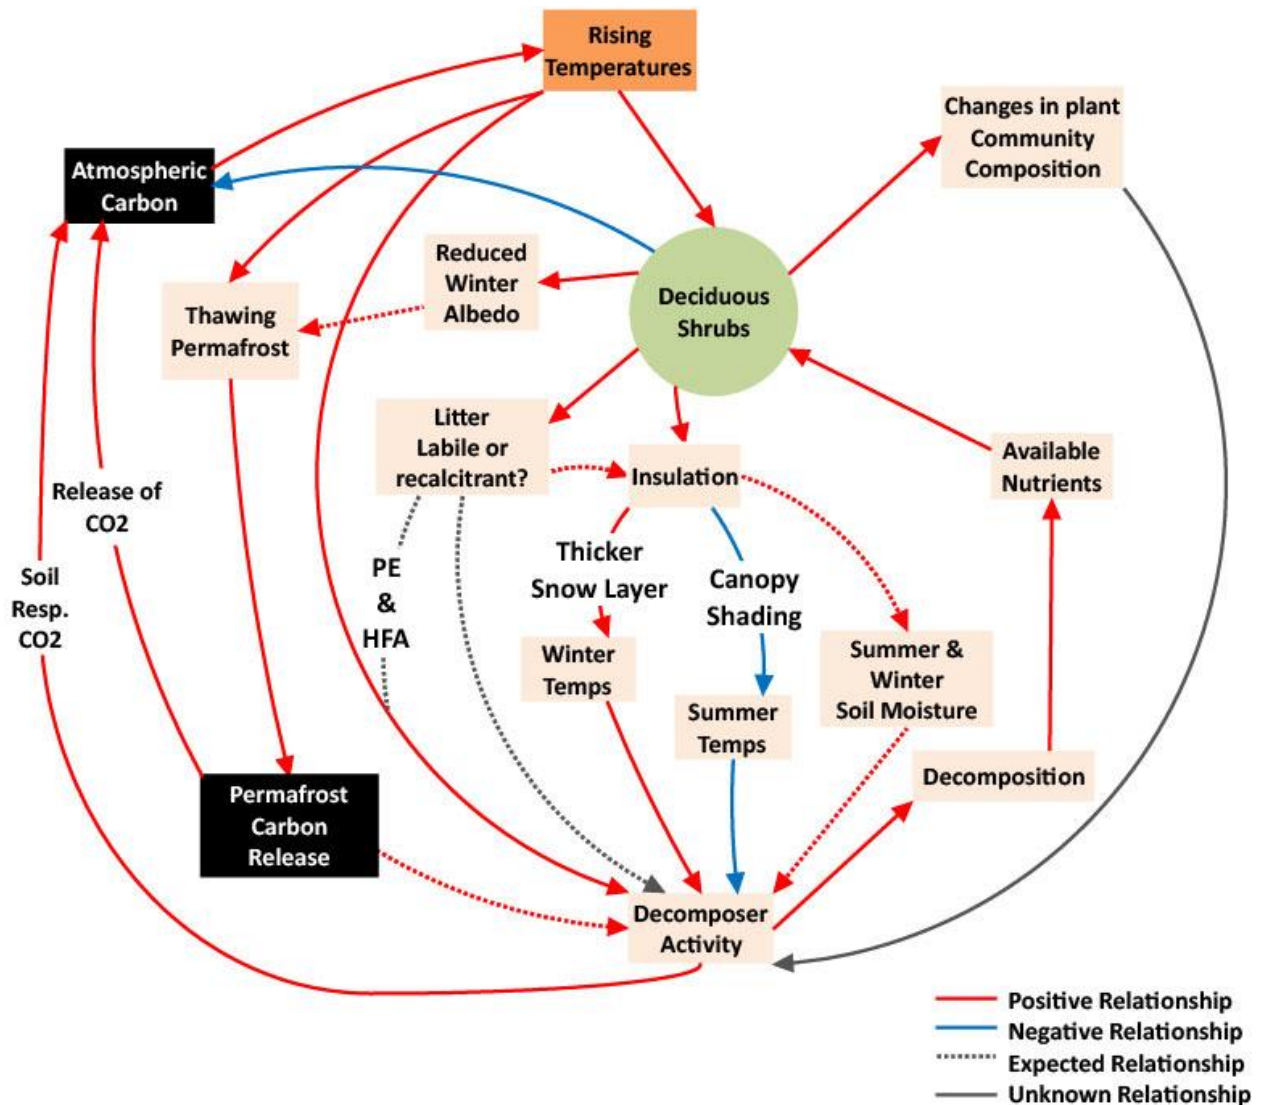 Rising
Temperatures
Changes in plant
Community
Composition
Atmospheric
Carbon
Reduced
Winter
Albedo
Deciduous
Shrubs
Thawing
Permafrost
Litter
Labile or
recalcitrant?
Insulation
Available
Nutrients
Release of
CO2
Thicker
Snow Layer
PE
&
HFA
Canopy
Shading
Soil
Resp.
CO2
Winter
Temps
Summer &
Winter
Soil Moisture
Summer
Temps
Decomposition
Permafrost
Carbon
Release
Decomposer
Activity
Positive Relationship
Negative Relationship
Expected Relationship
Unknown Relationship